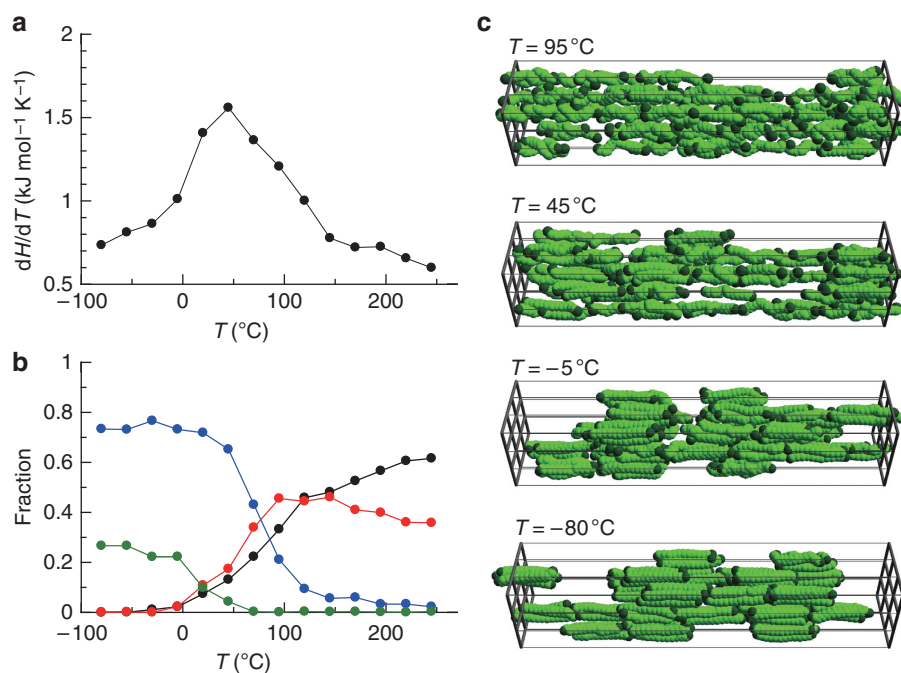 a
2
1.5
1
0.5
dH/dT (kJ mol⁻¹ K⁻¹)
−100 0 100 200
T (°C)
b
1
0.8
0.6
0.4
0.2
0
Fraction
−100 0 100 200
T (°C)
c
T = 95 °C
T = 45 °C
T = −5 °C
T = −80 °C